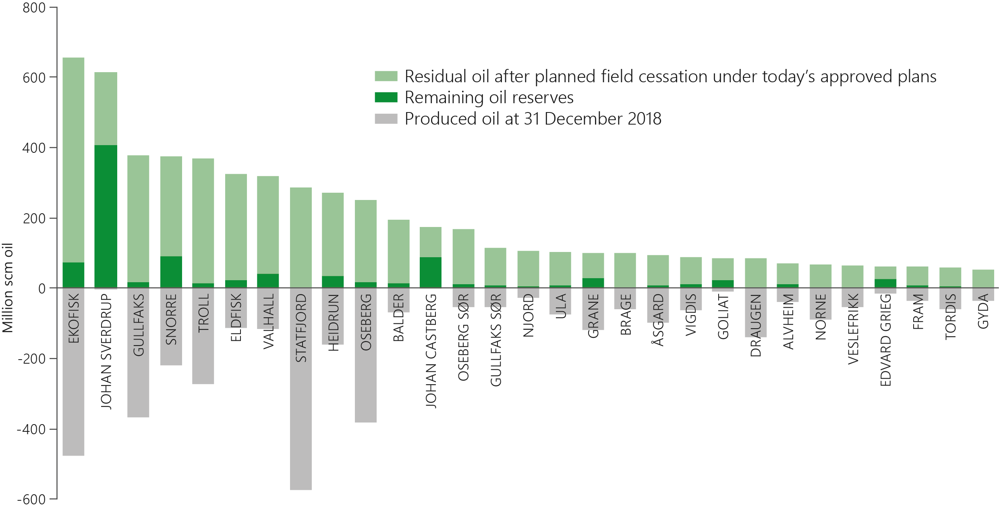 800
600
400
200
0
-200
-400
-600
Million scm oil
Residual oil after planned field cessation under today’s approved plans
Remaining oil reserves
Produced oil at 31 December 2018
EKOFISK
JOHAN SVERDRUP
GULLFAKS
SNORRE
TROLL
ELDFISK
VALHALL
STATFJORD
HEIDRUN
OSEBERG
BALDER
JOHAN CASTBERG
OSEBERG SØR
GULLFAKS SØR
NJORD
ULA
GRANE
BRAGE
ÅSGARD
VIGDIS
GOLIAT
DRAUGEN
ALVHEIM
NORNE
VESLEFRIKK
EDVARD GRIEG
FRAM
TORDIS
GYDA